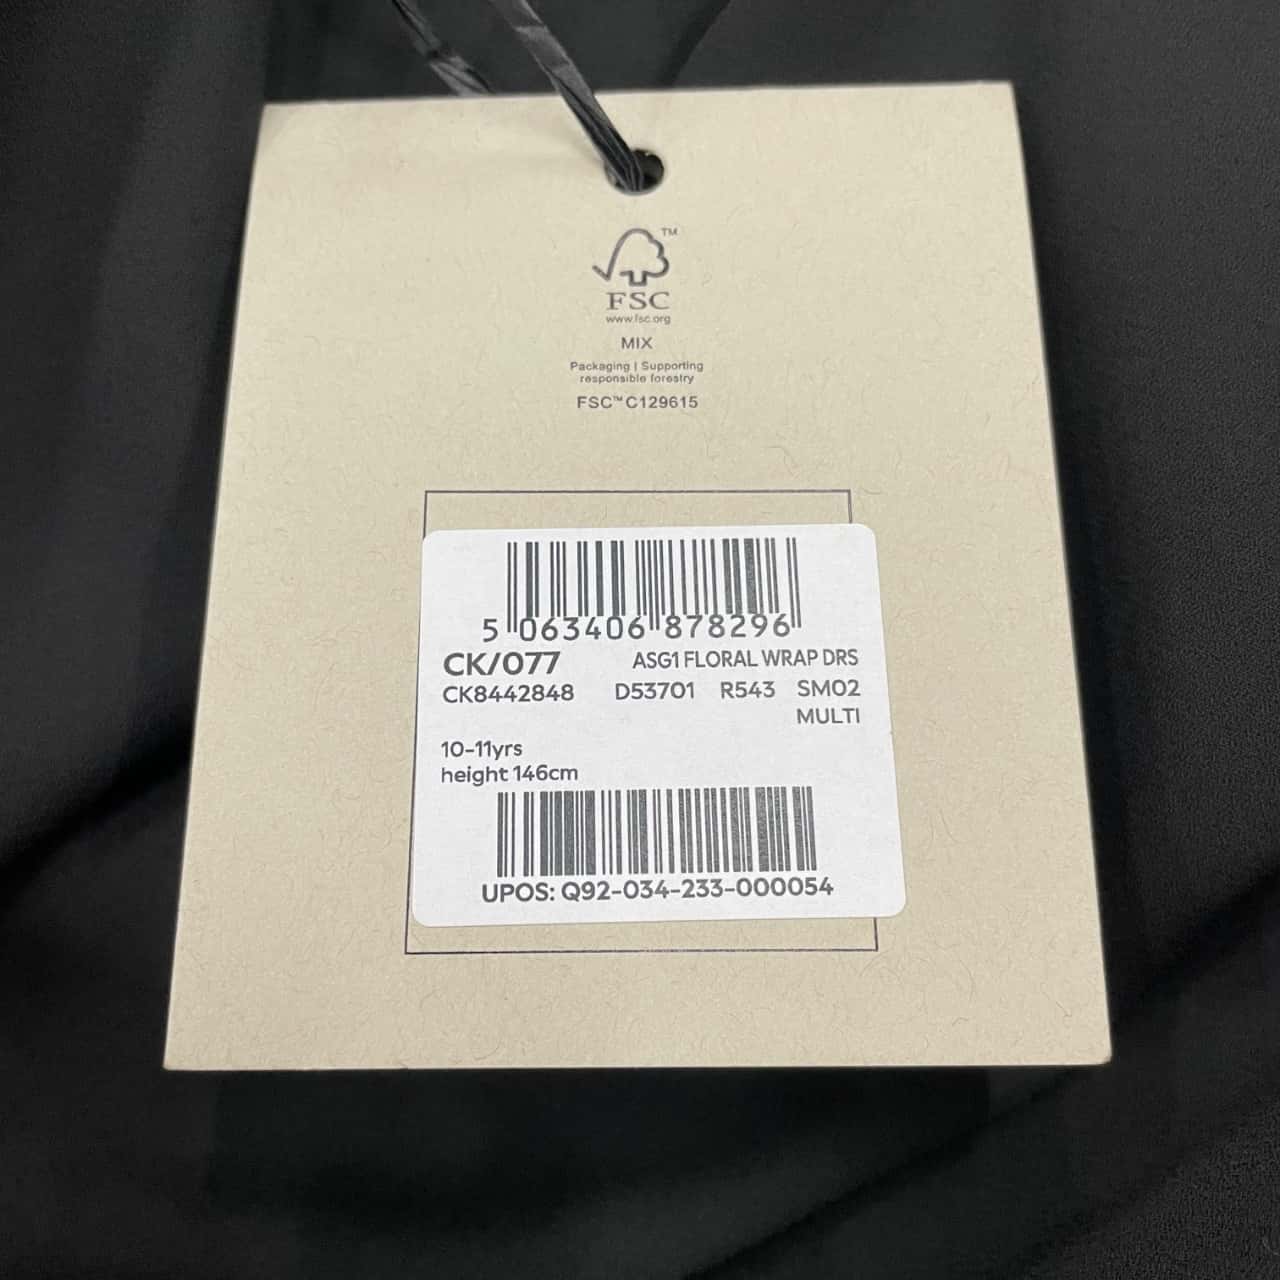 TM
FSC
www.fsc.org
MIX
Packaging | Supporting
responsible forestry
FSC™ C129615
5 063406 878296
CK/077 ASG1 FLORAL WRAP DRS
CK8442848 D53701 R543 SM02
MULTI
10-11yrs
height 146cm
UPOS: Q92-034-233-000054